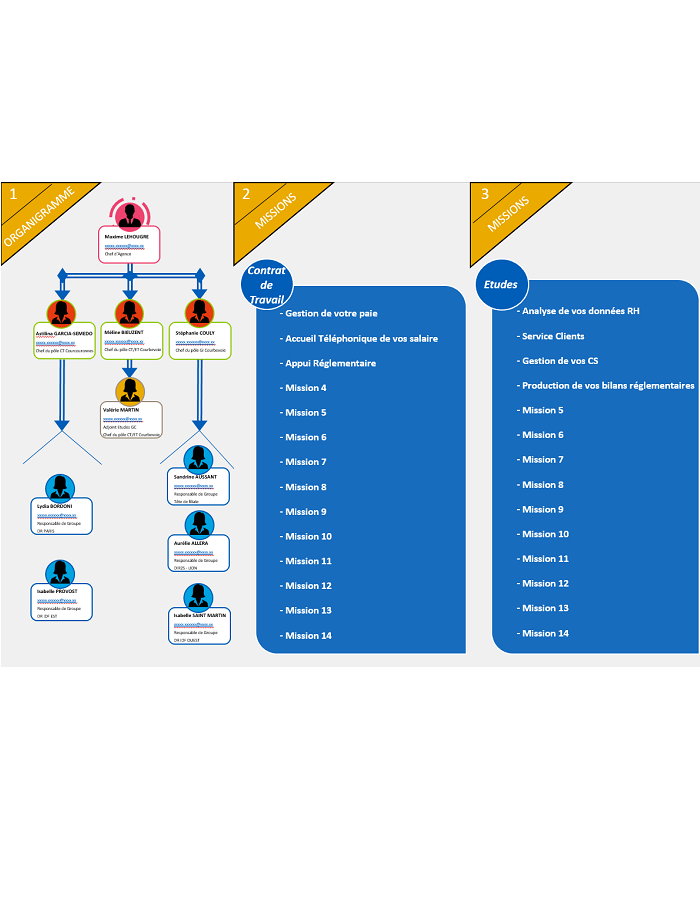 1
ORGANIGRAMME
Maxime LEHOUGRE
xxxxx.xxxxx@xxxx.xx
Chef d'Agence
Astilina GARCIA-SEMEDO
xxxxx.xxxxx@xxxx.xx
Chef du pôle CT Courcouronnes
Méline BIEUZENT
xxxxx.xxxxx@xxxx.xx
Chef du pôle CT/ET Courbevoie
Stéphanie COULY
xxxxx.xxxxx@xxxx.xx
Chef du pôle Gi Courbevoie
Valérie MARTIN
xxxxx.xxxxx@xxxx.xx
Adjoint Etudes GC
Chef du pôle CT/ET Courbevoie
Lydia BORDONI
xxxxx.xxxxx@xxxx.xx
Responsable de Groupe
DR PARIS
Isabelle PROVOST
xxxxx.xxxxx@xxxx.xx
Responsable de Groupe
DR IDF EST
Sandrine AUSSANT
xxxxx.xxxxx@xxxx.xx
Responsable de Groupe
Tête de filiale
Aurélie ALLERA
xxxxx.xxxxx@xxxx.xx
Responsable de Groupe
Isabelle SAINT MARTIN
xxxxx.xxxxx@xxxx.xx
Responsable de Groupe
DR IDF OUEST
2
MISSIONS
Contrat
de
Travail
- Gestion de votre paie
- Accueil Téléphonique de vos salaire
- Appui Réglementaire
- Mission 4
- Mission 5
- Mission 6
- Mission 7
- Mission 8
- Mission 9
- Mission 10
- Mission 11
- Mission 12
- Mission 13
- Mission 14
3
MISSIONS
Etudes
- Analyse de vos données RH
- Service Clients
- Gestion de vos CS
- Production de vos bilans réglementaires
- Mission 5
- Mission 6
- Mission 7
- Mission 8
- Mission 9
- Mission 10
- Mission 11
- Mission 12
- Mission 13
- Mission 14